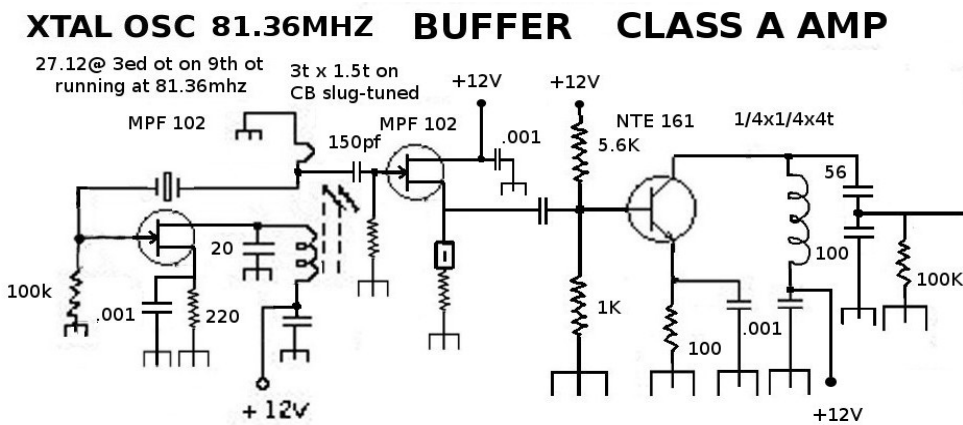 XTAL OSC 81.36MHZ BUFFER CLASS A AMP
27.12@ 3ed ot on 9th ot
running at 81.36mhz
3t x 1.5t on
CB slug-tuned
+12V
+12V
MPF 102
150pf
MPF 102
.001
5.6K
NTE 161
1/4x1/4x4t
56
20
100
100k
.001
220
1K
100
.001
100K
+ 12V
+12V